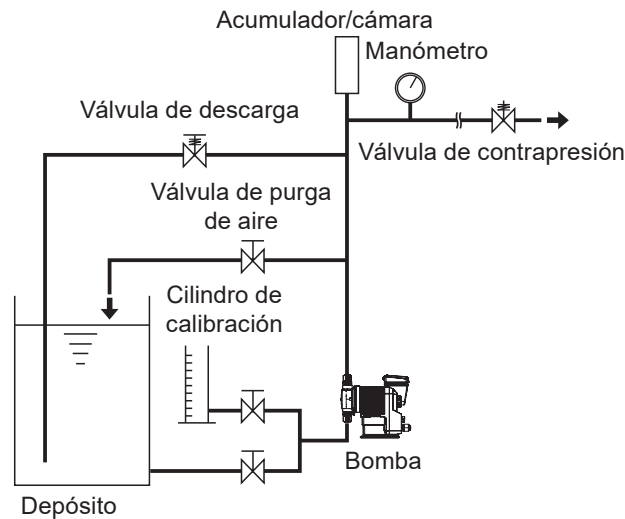 Acumulador/cámara
Manómetro
Válvula de descarga
Válvula de contrapresión
Válvula de purga
de aire
Cilindro de
calibración
Bomba
Depósito